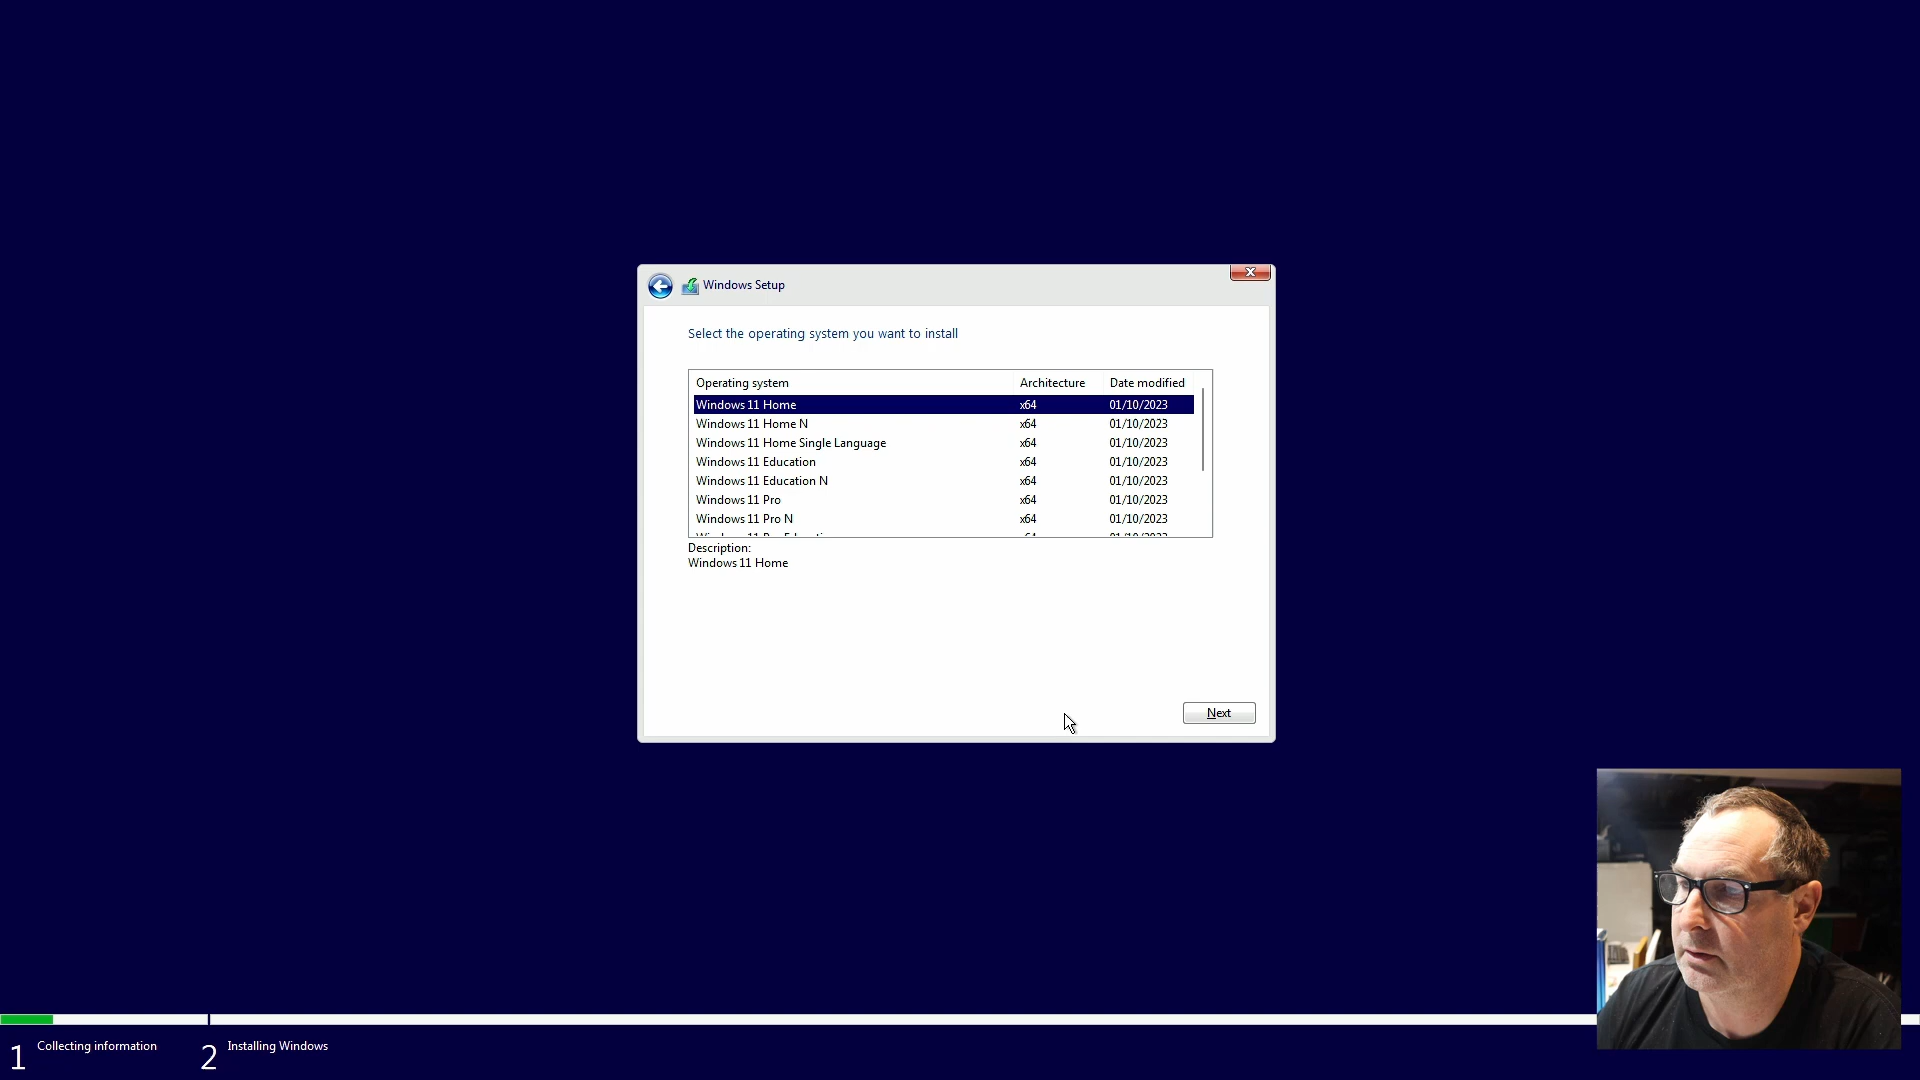 Windows Setup
Select the operating system you want to install
Operating system Architecture Date modified
Windows 11 Home x64 01/10/2023
Windows 11 Home N x64 01/10/2023
Windows 11 Home Single Language x64 01/10/2023
Windows 11 Education x64 01/10/2023
Windows 11 Education N x64 01/10/2023
Windows 11 Pro x64 01/10/2023
Windows 11 Pro N x64 01/10/2023
Description:
Windows 11 Home
Next
1 Collecting information 2 Installing Windows